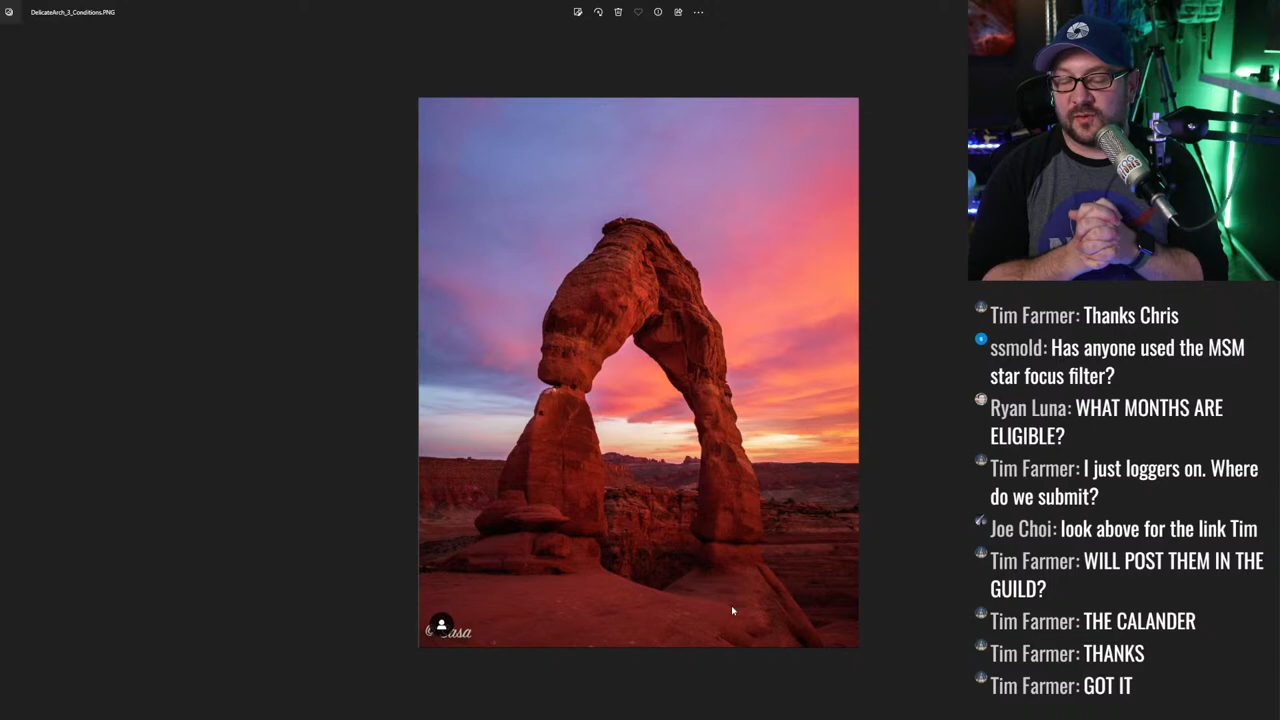 DelicateArch_3_Conditions.PNG
Tim Farmer: Thanks Chris
ssmold: Has anyone used the MSM
star focus filter?
Ryan Luna: WHAT MONTHS ARE
ELIGIBLE?
Tim Farmer: I just loggers on. Where
do we submit?
Joe Choi: look above for the link Tim
Tim Farmer: WILL POST THEM IN THE
GUILD?
Tim Farmer: THE CALANDER
Tim Farmer: THANKS
Tim Farmer: GOT IT